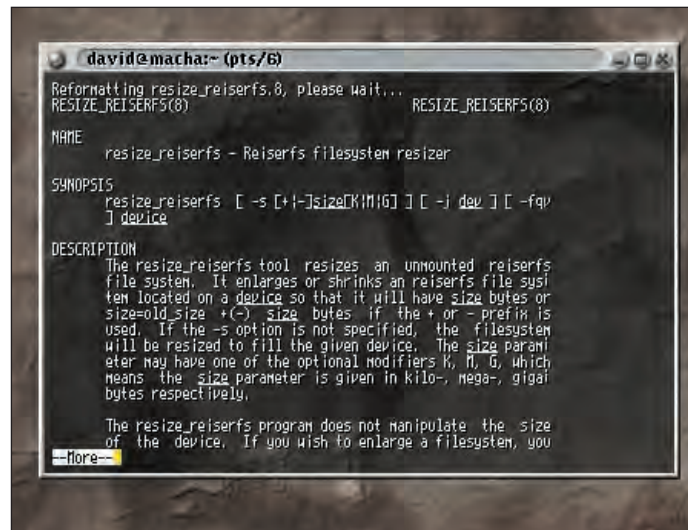 david@macha:~ (pts/6)
Reformatting resize_reiserfs.8, please wait...
RESIZE_REISERFS(8) RESIZE_REISERFS(8)
NAME
resize_reiserfs - Reiserfs filesystem resizer
SYNOPSIS
resize_reiserfs [ -s [+|-]size[K|M|G] ] [ -j dev ] [ -fqv
] device
DESCRIPTION
The resize_reiserfs tool resizes an unmounted reiserfs
file system. It enlarges or shrinks an reiserfs file sysi
tem located on a device so that it will have size bytes or
size=old_size +(-) size bytes if the + or - prefix is
used. If the -s option is not specified, the filesystem
will be resized to fill the given device. The size parami
eter may have one of the optional modifiers K, M, G, which
means the size parameter is given in kilo-, mega-, gigai
bytes respectively.
The resize_reiserfs program does not manipulate the size
of the device. If you wish to enlarge a filesystem, you
--More--